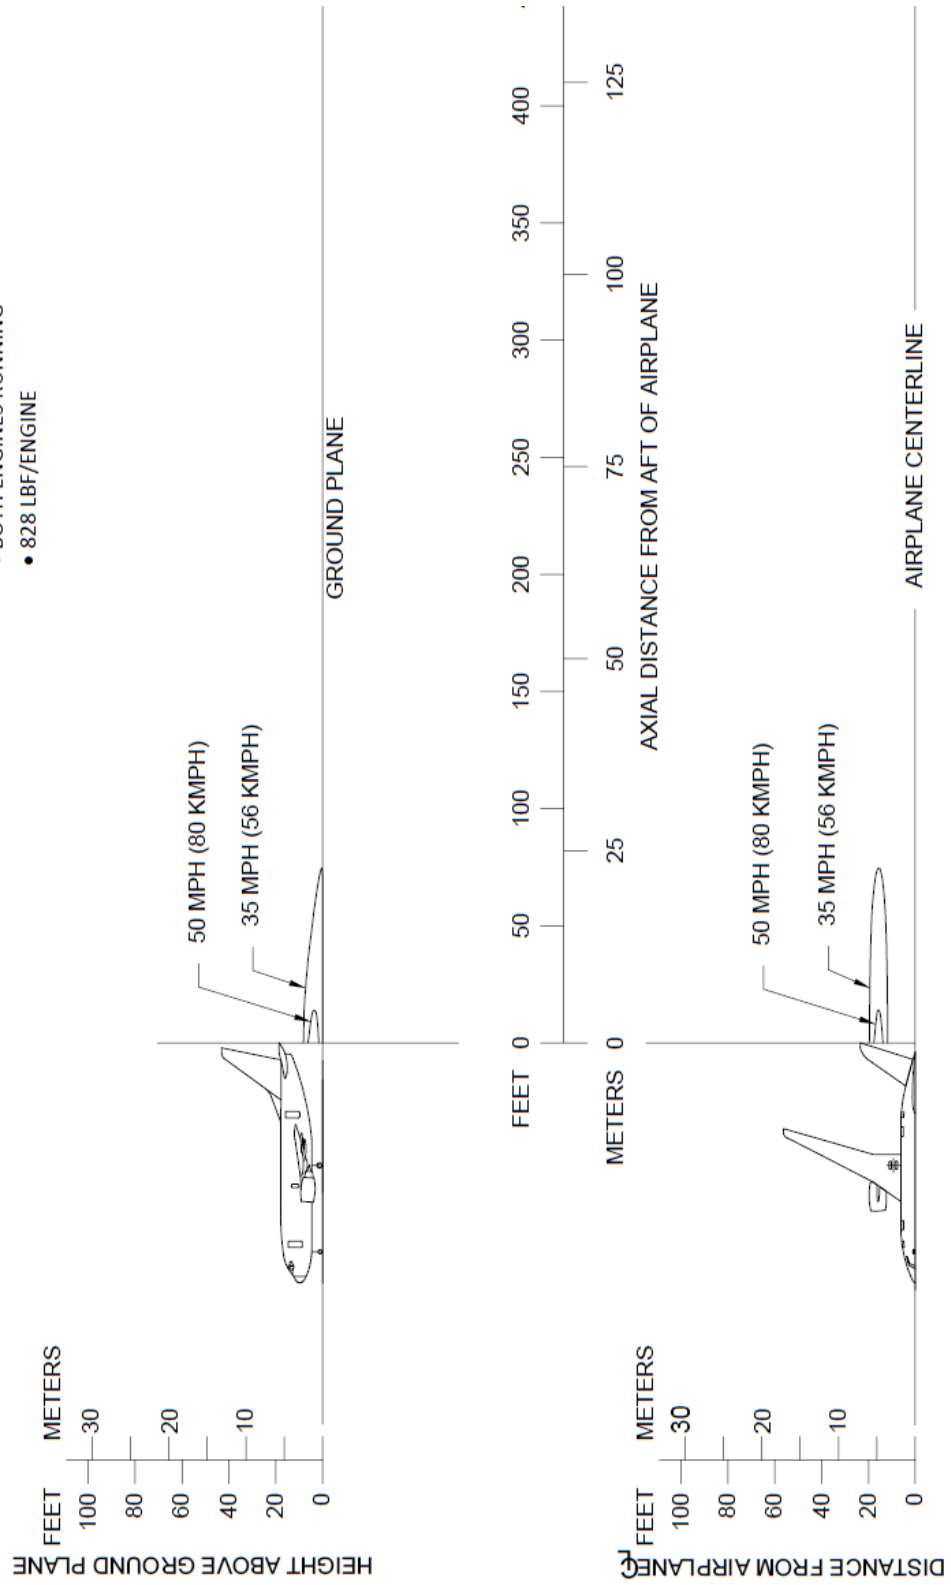 • 828 LBF/ENGINE
HEIGHT ABOVE GROUND PLANE
FEET
METERS
100
80
60
40
20
0
30
20
10
50 MPH (80 KMPH)
35 MPH (56 KMPH)
GROUND PLANE
FEET
0
50
100
150
200
250
300
350
400
METERS
0
25
50
75
100
125
AXIAL DISTANCE FROM AFT OF AIRPLANE
DISTANCE FROM AIRPLANE
FEET
METERS
100
80
60
40
20
0
30
20
10
50 MPH (80 KMPH)
35 MPH (56 KMPH)
AIRPLANE CENTERLINE